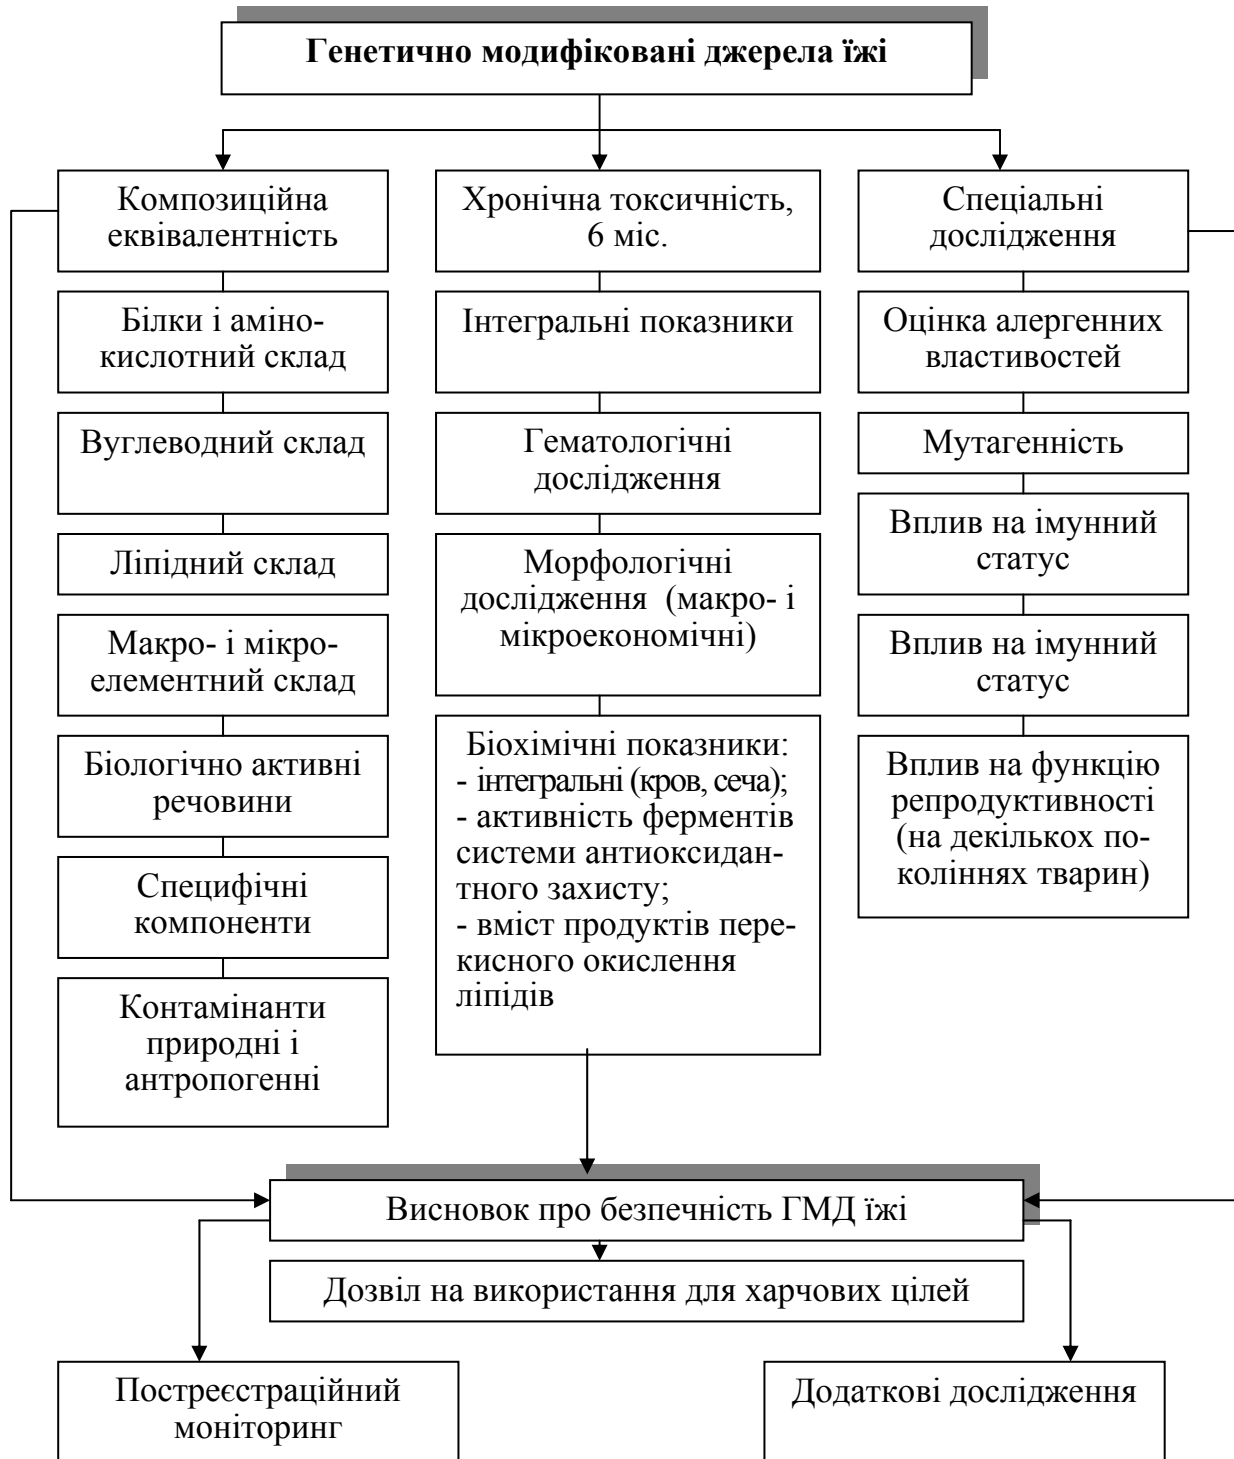 Генетично модифіковані джерела їжі
Композиційна
еквівалентність
Білки і аміно-
кислотний склад
Вуглеводний склад
Ліпідний склад
Макро- і мікро-
елементний склад
Біологічно активні
речовини
Специфічні
компоненти
Контамінанти
природні і
антропогенні
Хронічна токсичність,
6 міс.
Інтегральні показники
Гематологічні
дослідження
Морфологічні
дослідження (макро- і
мікроекономічні)
Біохімічні показники:
- інтегральні (кров, сеча);
- активність ферментів
системи антиоксидан-
тного захисту;
- вміст продуктів пере-
кисного окислення
ліпідів
Спеціальні
дослідження
Оцінка алергенних
властивостей
Мутагенність
Вплив на імунний
статус
Вплив на імунний
статус
Вплив на функцію
репродуктивності
(на декількох по-
коліннях тварин)
Висновок про безпечність ГМД їжі
Дозвіл на використання для харчових цілей
Постреєстраційний
моніторинг
Додаткові дослідження